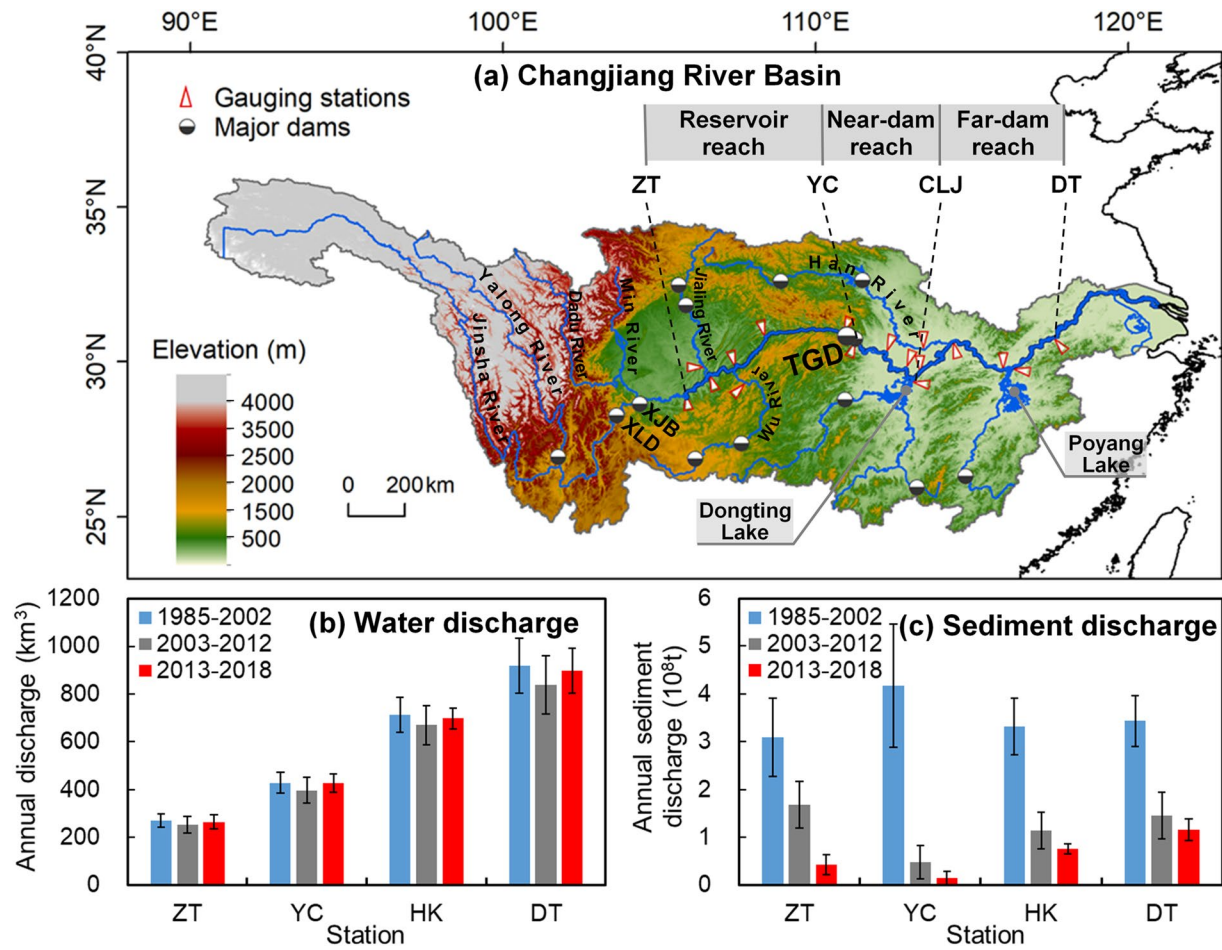 90°E 100°E 110°E 120°E
40°N
35°N
30°N
25°N
(a) Changjiang River Basin
Gauging stations
Major dams
Reservoir reach
Near-dam reach
Far-dam reach
ZT YC CLJ DT
Elevation (m)
4000
3500
2500
2000
1500
500
0 200 km
Jinsha River
Yalong River
Dadu River
Min River
Jialing River
Wu River
Han River
XLD
XJB
TGD
Dongting Lake
Poyang Lake
(b) Water discharge
1985-2002
2003-2012
2013-2018
Annual discharge (km³)
1200
1000
800
600
400
200
0
ZT YC HK DT
Station
(c) Sediment discharge
1985-2002
2003-2012
2013-2018
Annual sediment
discharge (10⁸t)
6
5
4
3
2
1
0
ZT YC HK DT
Station